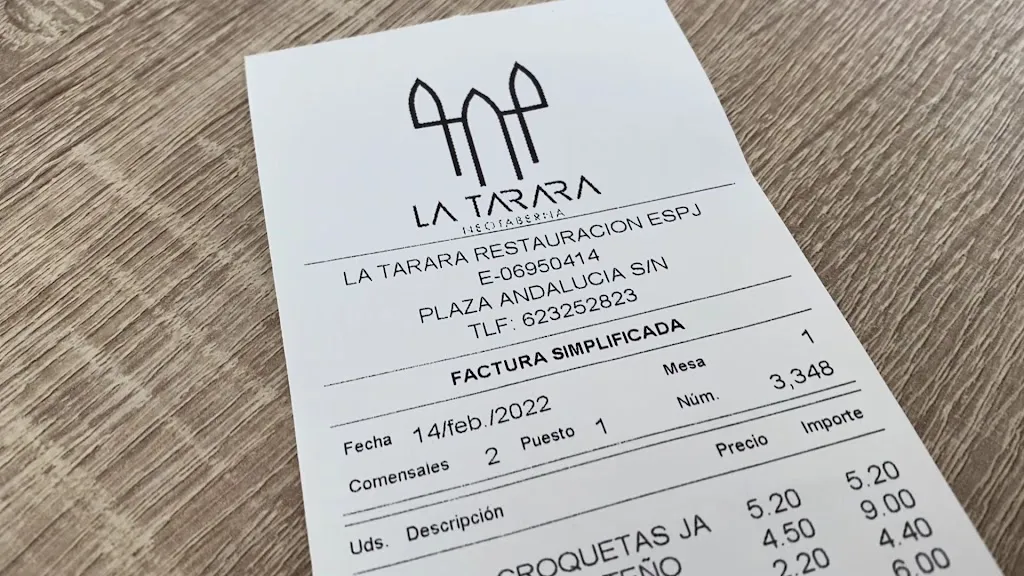 LA TARARA
NEOTABERNA
LA TARARA RESTAURACION ESPJ
E-06950414
PLAZA ANDALUCIA S/N
TLF: 623252823
FACTURA SIMPLIFICADA
Fecha 14/feb./2022 Mesa 1
Comensales 2 Puesto 1 Núm. 3,348
Uds. Descripción Precio Importe
CROQUETAS JA 5.20 5.20
4.50 9.00
2.20 4.40
6.00